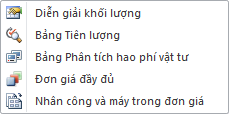 Diễn giải khối lượng
Bảng Tiên lượng
Bảng Phân tích hao phí vật tư
Đơn giá đầy đủ
Nhân công và máy trong đơn giá